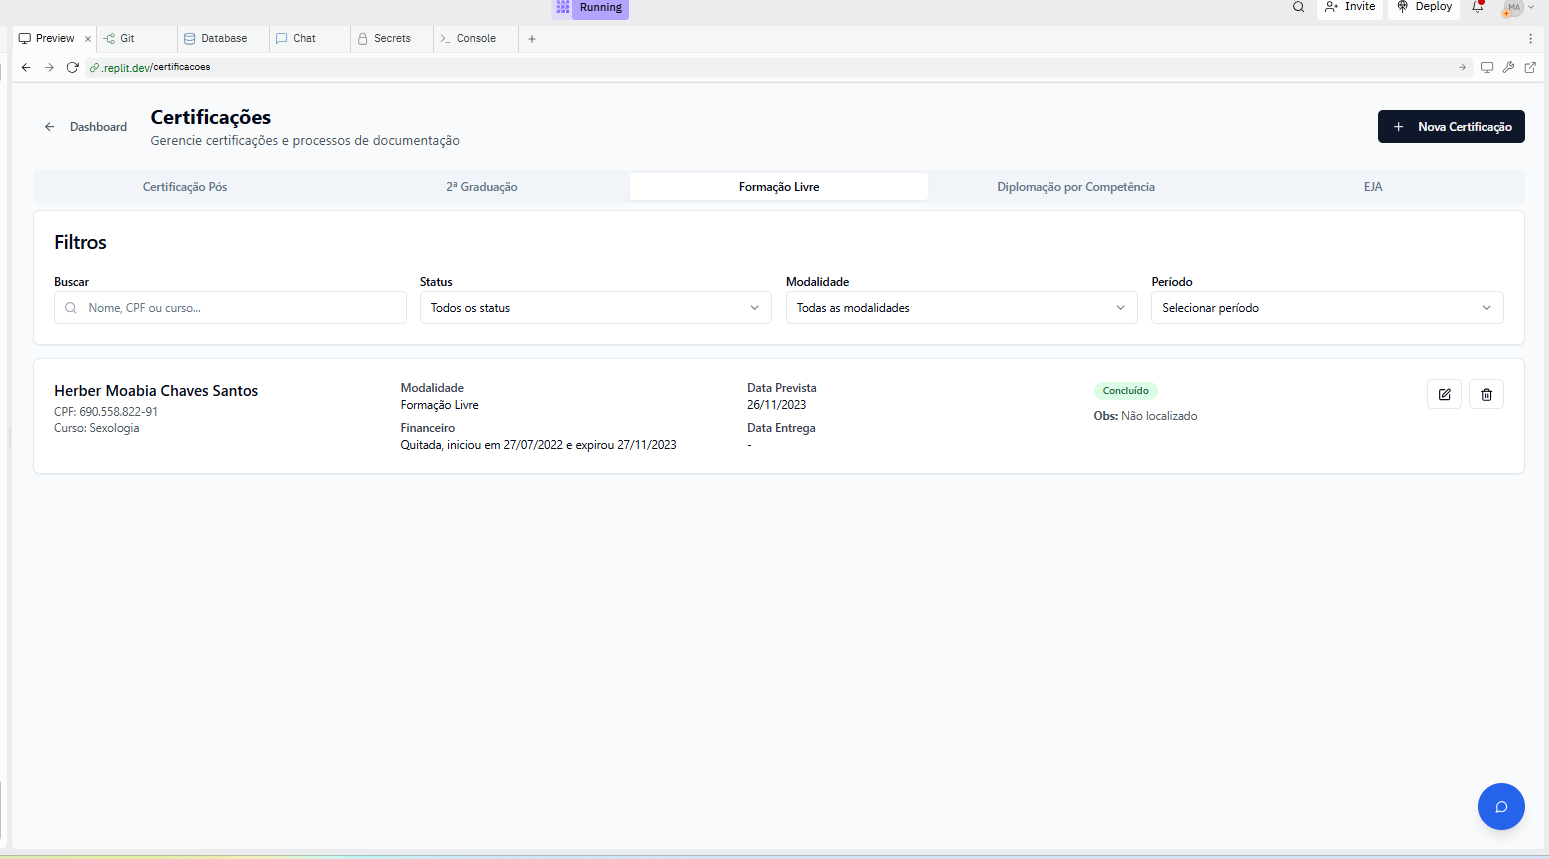 Running
Invite
Deploy
MA
Preview
Git
Database
Chat
Secrets
Console
.replit.dev/certificacoes
Dashboard
Certificações
Gerencie certificações e processos de documentação
Nova Certificação
Certificação Pós
2ª Graduação
Formação Livre
Diplomação por Competência
EJA
Filtros
Buscar
Status
Modalidade
Período
Nome, CPF ou curso...
Todos os status
Todas as modalidades
Selecionar período
Herber Moabia Chaves Santos
CPF: 690.558.822-91
Curso: Sexologia
Modalidade
Formação Livre
Financeiro
Quitada, iniciou em 27/07/2022 e expirou 27/11/2023
Data Prevista
26/11/2023
Data Entrega
-
Concluído
Obs: Não localizado